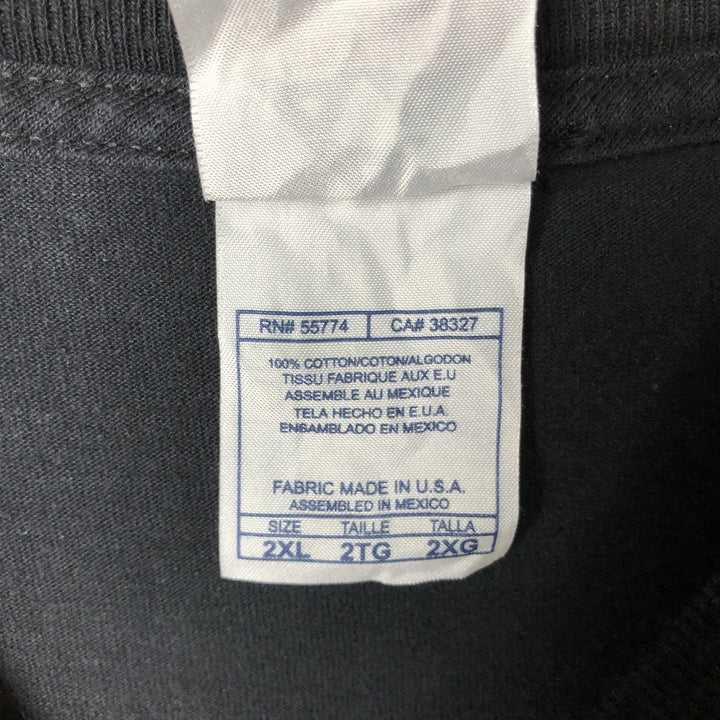 RN# 55774 CA# 38327
100% COTTON/COTON/ALGODON
TISSU FABRIQUE AUX E.U
ASSEMBLE AU MEXIQUE
TELA HECHO EN E.U.A.
ENSAMBLADO EN MEXICO
FABRIC MADE IN U.S.A.
ASSEMBLED IN MEXICO
SIZE TAILLE TALLA
2XL 2TG 2XG